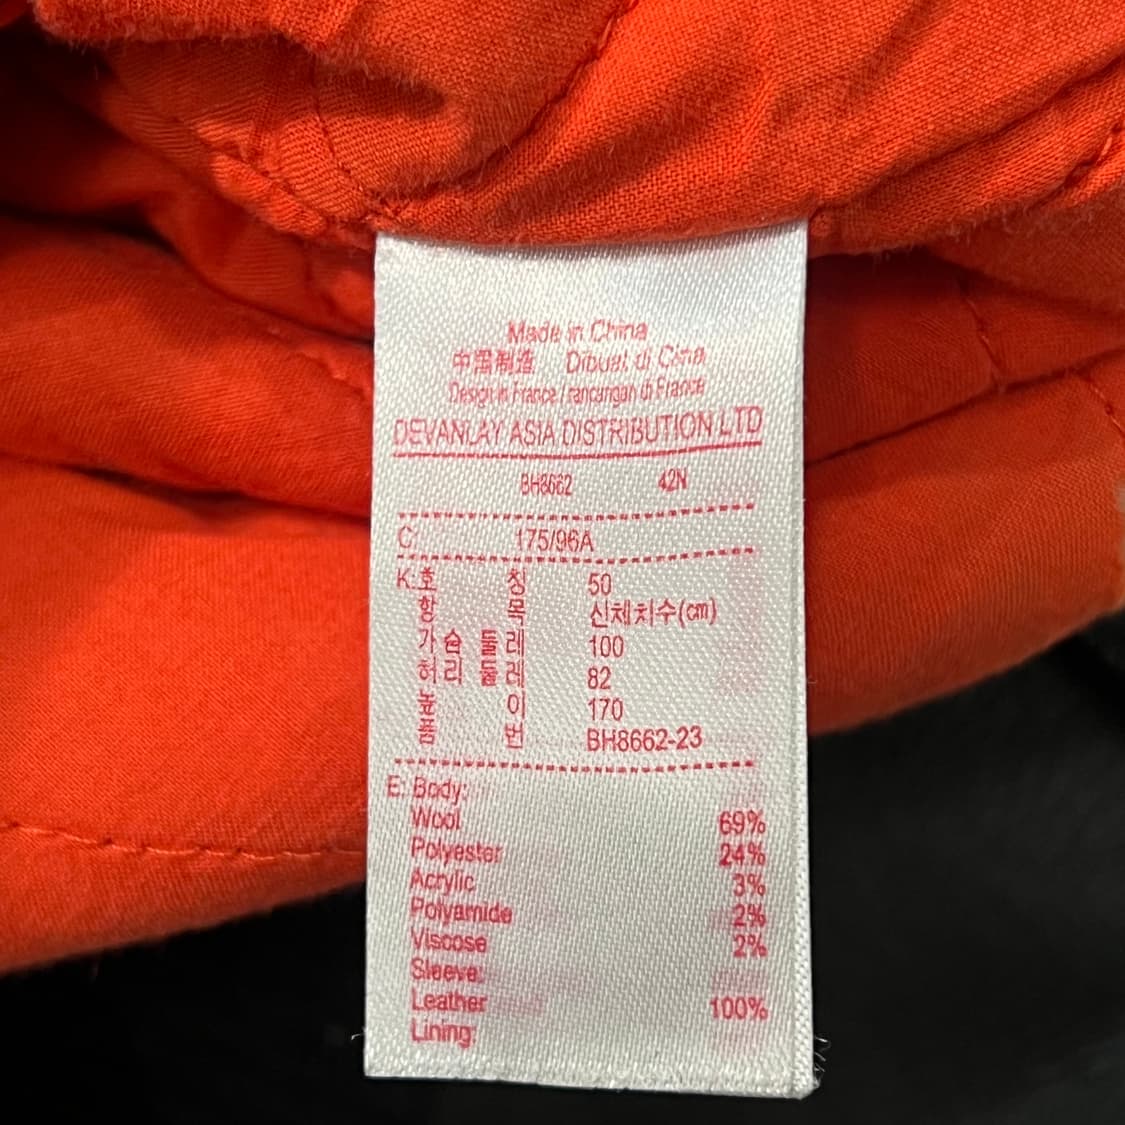 Made in China
中国制造 Dibuat di Cina
Design in France / rancangan di France
DEVANLAY ASIA DISTRIBUTION LTD
BH8662 42N
C: 175/96A
K:호 칭 50
항 목 신체치수(cm)
가 슴 둘 레 100
허 리 둘 레 82
높 이 170
품 번 BH8662-23
E: Body:
Wool 69%
Polyester 24%
Acrylic 3%
Polyamide 2%
Viscose 2%
Sleeve:
Leather 100%
Lining: